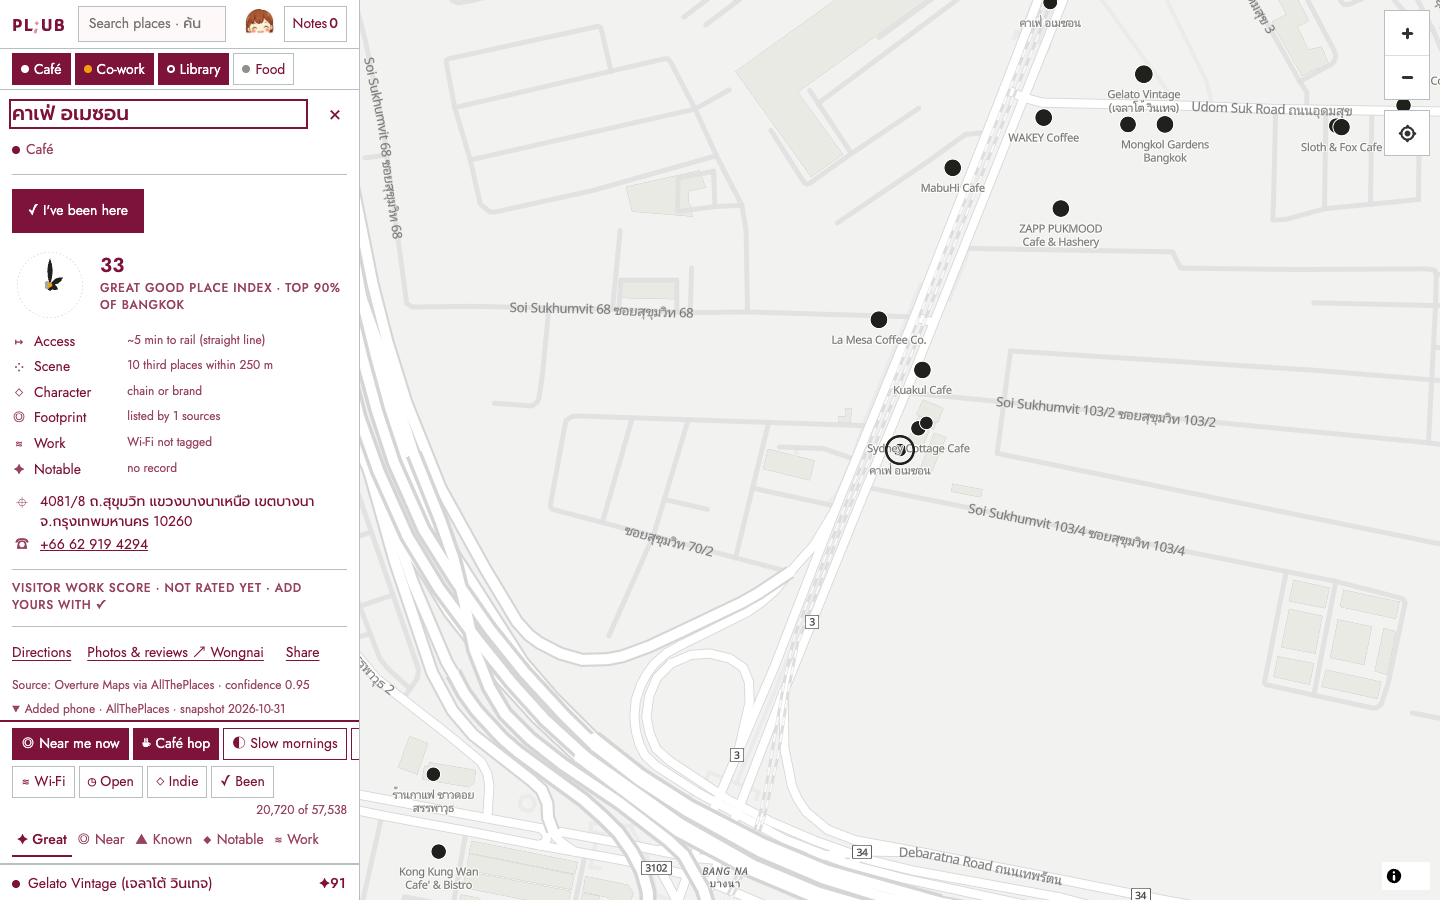 PL:UB
Search places · ค้น
Notes 0
Café
Co-work
Library
Food
คาเฟ่ อเมซอน
×
Café
✓ I've been here
33
GREAT GOOD PLACE INDEX · TOP 90% OF BANGKOK
Access ~5 min to rail (straight line)
Scene 10 third places within 250 m
Character chain or brand
Footprint listed by 1 sources
Work Wi-Fi not tagged
Notable no record
4081/8 ถ.สุขุมวิท แขวงบางนาเหนือ เขตบางนา
จ.กรุงเทพมหานคร 10260
+66 62 919 4294
VISITOR WORK SCORE · NOT RATED YET · ADD
YOURS WITH ✓
Directions
Photos & reviews ↗ Wongnai
Share
Source: Overture Maps via AllThePlaces · confidence 0.95
▼ Added phone · AllThePlaces · snapshot 2026-10-31
Near me now
Café hop
Slow mornings
Wi-Fi
Open
Indie
✓ Been
20,720 of 57,538
Great
Near
Known
Notable
Work
Gelato Vintage (เจลาโต้ วินเทจ)
✦91
คาเฟ่ อเมซอน
Gelato Vintage
(เจลาโต้ วินเทจ)
Udom Suk Road ถนนอุดมสุข
WAKEY Coffee
Mongkol Gardens
Bangkok
Sloth & Fox Cafe
MabuHi Cafe
ZAPP PUKMOOD
Cafe & Hashery
Soi Sukhumvit 68 ซอยสุขุมวิท 68
Soi Sukhumvit 68 ซอยสุขุมวิท 68
La Mesa Coffee Co.
Kuakul Cafe
Soi Sukhumvit 103/2 ซอยสุขุมวิท 103/2
Sydney Cottage Cafe
คาเฟ่ อเมซอน
Soi Sukhumvit 103/4 ซอยสุขุมวิท 103/4
ซอยสุขุมวิท 70/2
3
3
ร้านกาแฟ ชาวดอย
สรรพาวุธ
Kong Kung Wan
Cafe' & Bistro
3102
BANG NA
บางนา
34
Debaratna Road ถนนเทพรัตน
34
+
−